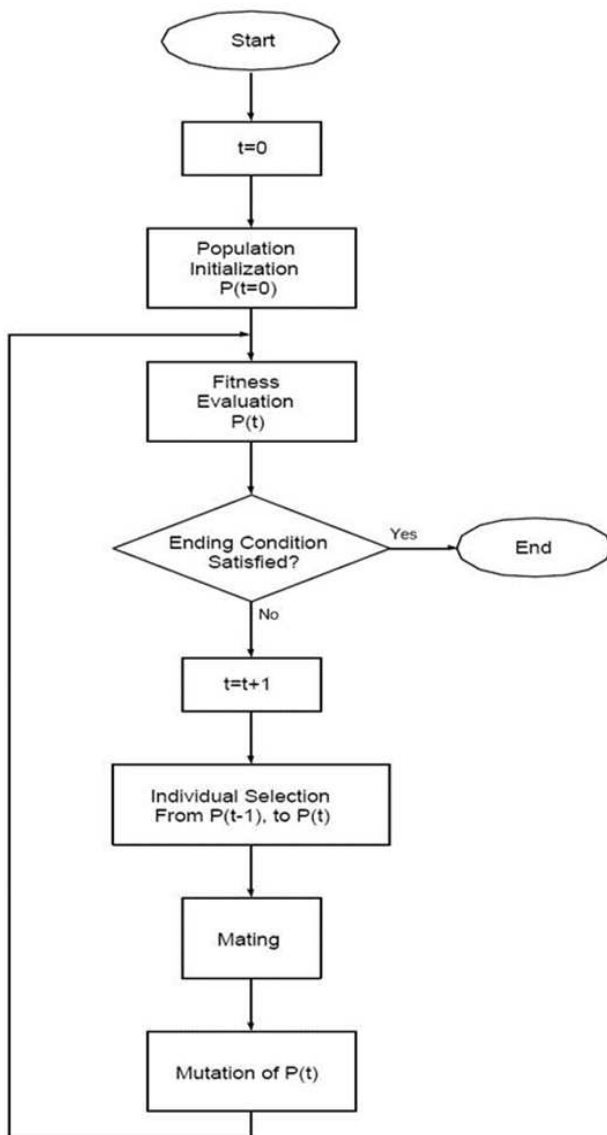 Start
t=0
Population
Initialization
P(t=0)
Fitness
Evaluation
P(t)
Ending Condition
Satisfied?
Yes
End
No
t=t+1
Individual Selection
From P(t-1), to P(t)
Mating
Mutation of P(t)